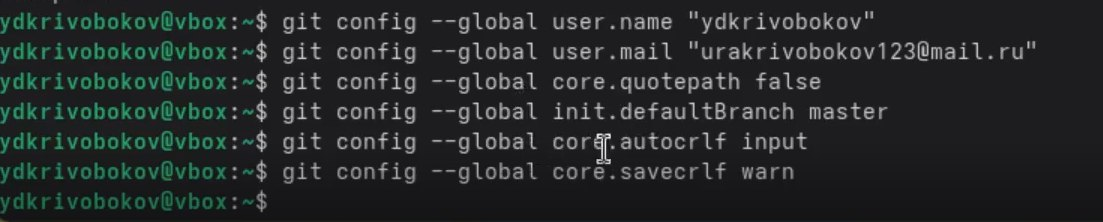 ydkrivobokov@vbox:~$ git config --global user.name "ydkrivobokov"
ydkrivobokov@vbox:~$ git config --global user.mail "urakrivobokov123@mail.ru"
ydkrivobokov@vbox:~$ git config --global core.quotepath false
ydkrivobokov@vbox:~$ git config --global init.defaultBranch master
ydkrivobokov@vbox:~$ git config --global core.autocrlf input
ydkrivobokov@vbox:~$ git config --global core.savecrlf warn
ydkrivobokov@vbox:~$